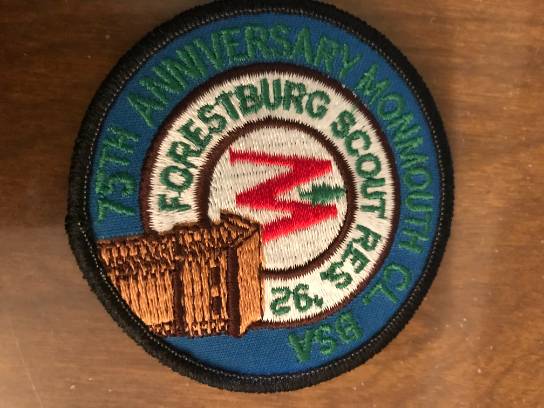 75TH ANNIVERSARY MONMOUTH CL. BSA
FORESTBURG SCOUT RES. '92
M